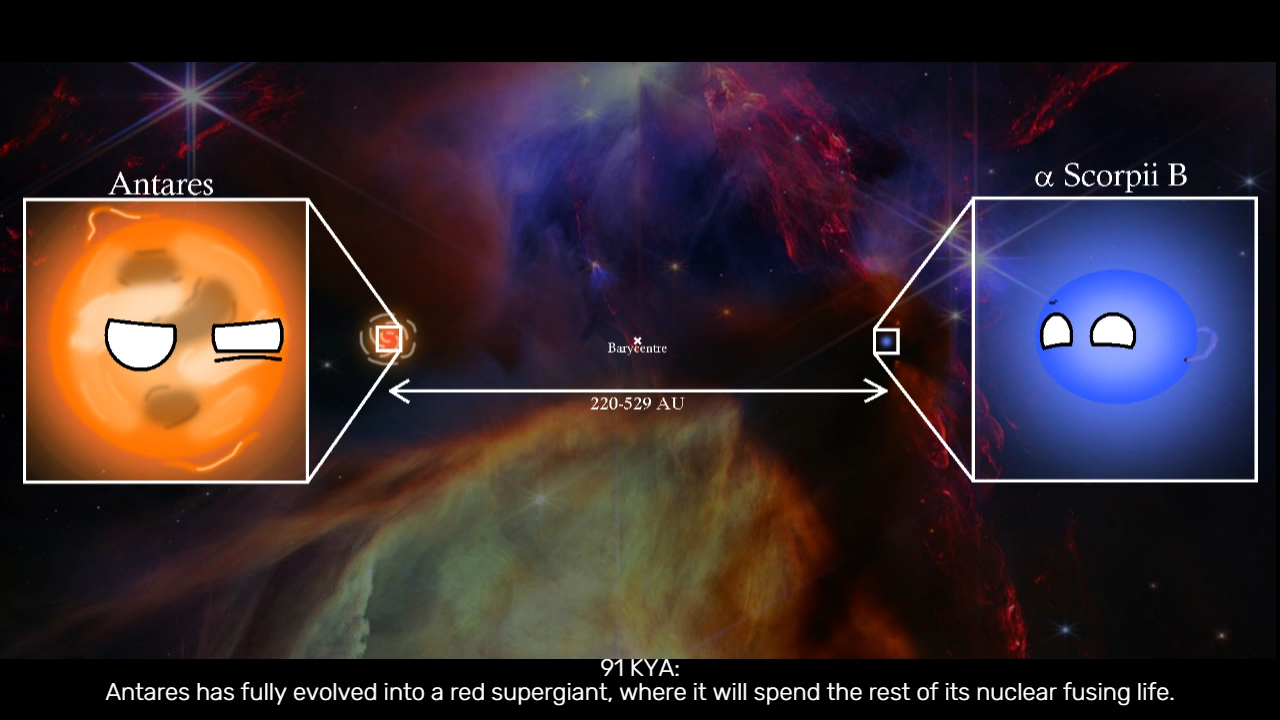 Antares
α Scorpii B
Barycentre
220-529 AU
91 KYA:
Antares has fully evolved into a red supergiant, where it will spend the rest of its nuclear fusing life.